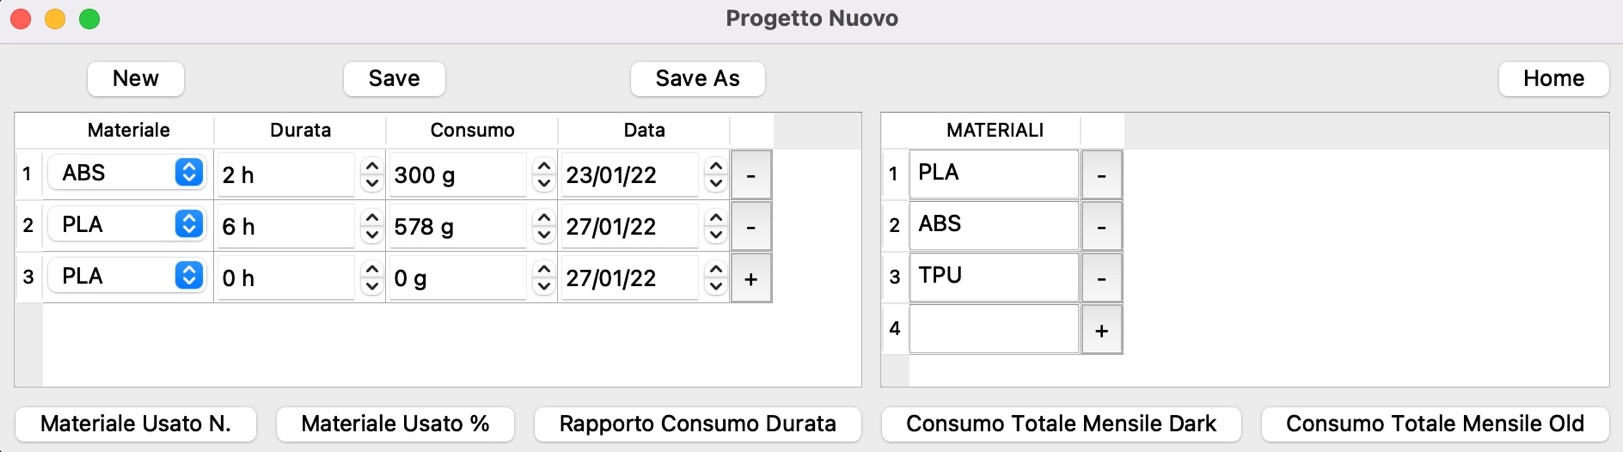 Progetto Nuovo
New Save Save As Home
Materiale Durata Consumo Data
1 ABS 2 h 300 g 23/01/22 -
2 PLA 6 h 578 g 27/01/22 -
3 PLA 0 h 0 g 27/01/22 +
MATERIALI
1 PLA -
2 ABS -
3 TPU -
4 +
Materiale Usato N. Materiale Usato % Rapporto Consumo Durata Consumo Totale Mensile Dark Consumo Totale Mensile Old